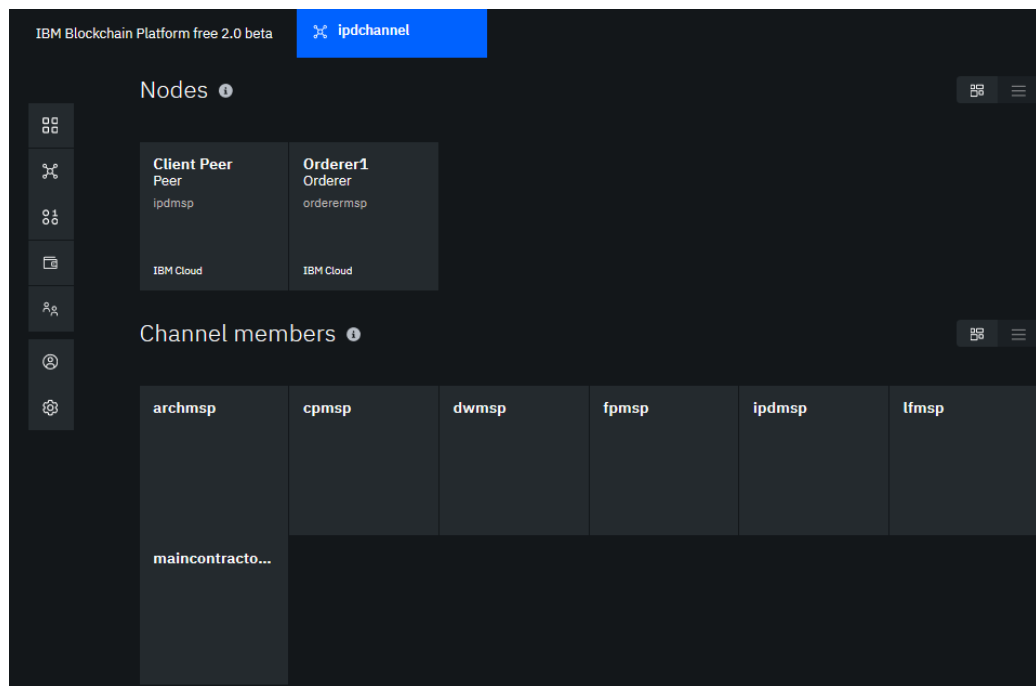 IBM Blockchain Platform free 2.0 beta
ipdchannel
Nodes
Client Peer
Peer
ipdmsp
IBM Cloud
Orderer1
Orderer
orderermsp
IBM Cloud
Channel members
archmsp
cpmsp
dwmsp
fpmsp
ipdmsp
lfmsp
maincontracto...